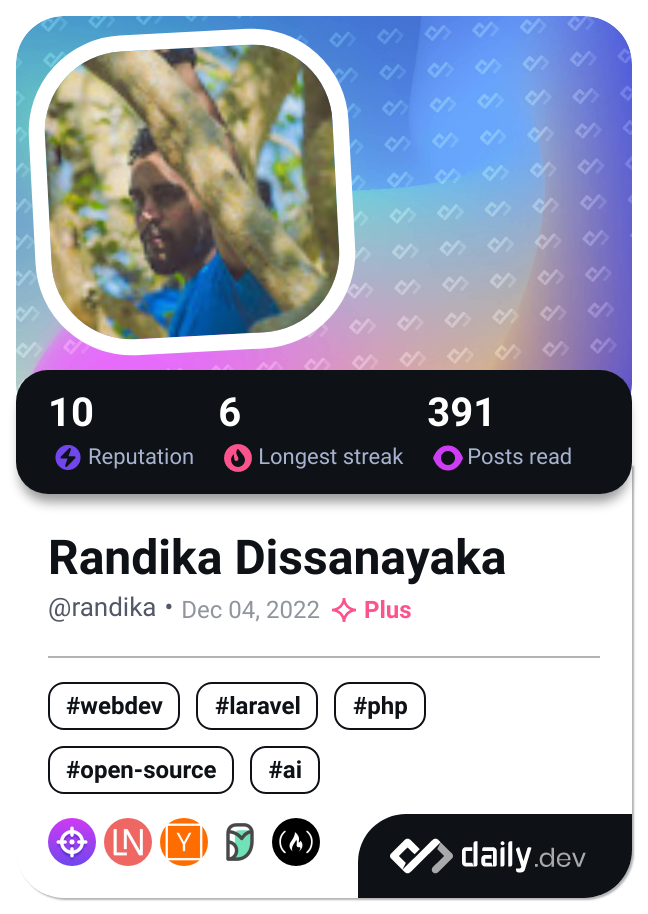 10 6 391
Reputation Longest streak Posts read
Randika Dissanayaka
@randika • Dec 04, 2022 Plus
#webdev #laravel #php
#open-source #ai
LN Y
daily.dev